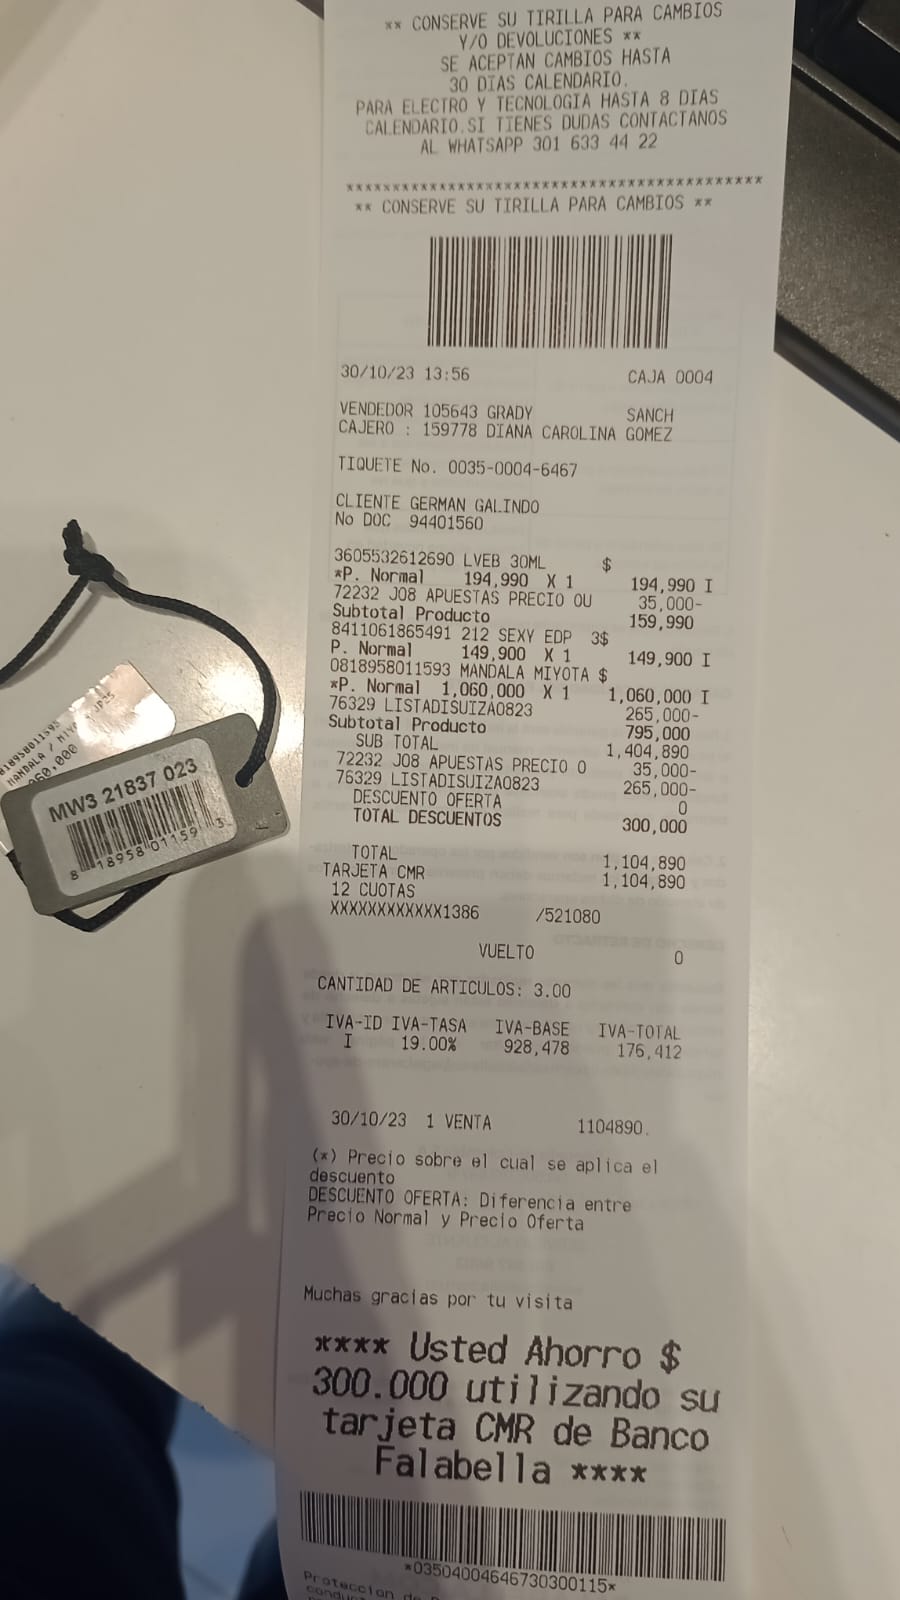 ** CONSERVE SU TIRILLA PARA CAMBIOS
Y/O DEVOLUCIONES **
SE ACEPTAN CAMBIOS HASTA
30 DIAS CALENDARIO.
PARA ELECTRO Y TECNOLOGIA HASTA 8 DIAS
CALENDARIO.SI TIENES DUDAS CONTACTANOS
AL WHATSAPP 301 633 44 22
*********************************************
** CONSERVE SU TIRILLA PARA CAMBIOS **
30/10/23 13:56 CAJA 0004
VENDEDOR 105643 GRADY SANCH
CAJERO : 159778 DIANA CAROLINA GOMEZ
TIQUETE No. 0035-0004-6467
CLIENTE GERMAN GALINDO
No DOC 94401560
3605532612690 LVEB 30ML $
*P. Normal 194,990 X 1 194,990 I
72232 J08 APUESTAS PRECIO OU 35,000-
Subtotal Producto 159,990
8411061865491 212 SEXY EDP 3$
P. Normal 149,900 X 1 149,900 I
0818958011593 MANDALA MIYOTA $
*P. Normal 1,060,000 X 1 1,060,000 I
76329 LISTADISUIZA0823 265,000-
Subtotal Producto 795,000
SUB TOTAL 1,404,890
72232 J08 APUESTAS PRECIO O 35,000-
76329 LISTADISUIZA0823 265,000-
DESCUENTO OFERTA 0
TOTAL DESCUENTOS 300,000
TOTAL 1,104,890
TARJETA CMR 1,104,890
12 CUOTAS
XXXXXXXXXXXX1386 /521080
VUELTO 0
CANTIDAD DE ARTICULOS: 3.00
IVA-ID IVA-TASA IVA-BASE IVA-TOTAL
I 19.00% 928,478 176,412
30/10/23 1 VENTA 1104890.
(*) Precio sobre el cual se aplica el
descuento
DESCUENTO OFERTA: Diferencia entre
Precio Normal y Precio Oferta
Muchas gracias por tu visita
**** Usted Ahorro $
300.000 utilizando su
tarjeta CMR de Banco
Falabella ****
*03504004646730300115*
Proteccion de
MANDALA / MIYO
060,000
MW3 21837 023
8 18958 01159 3